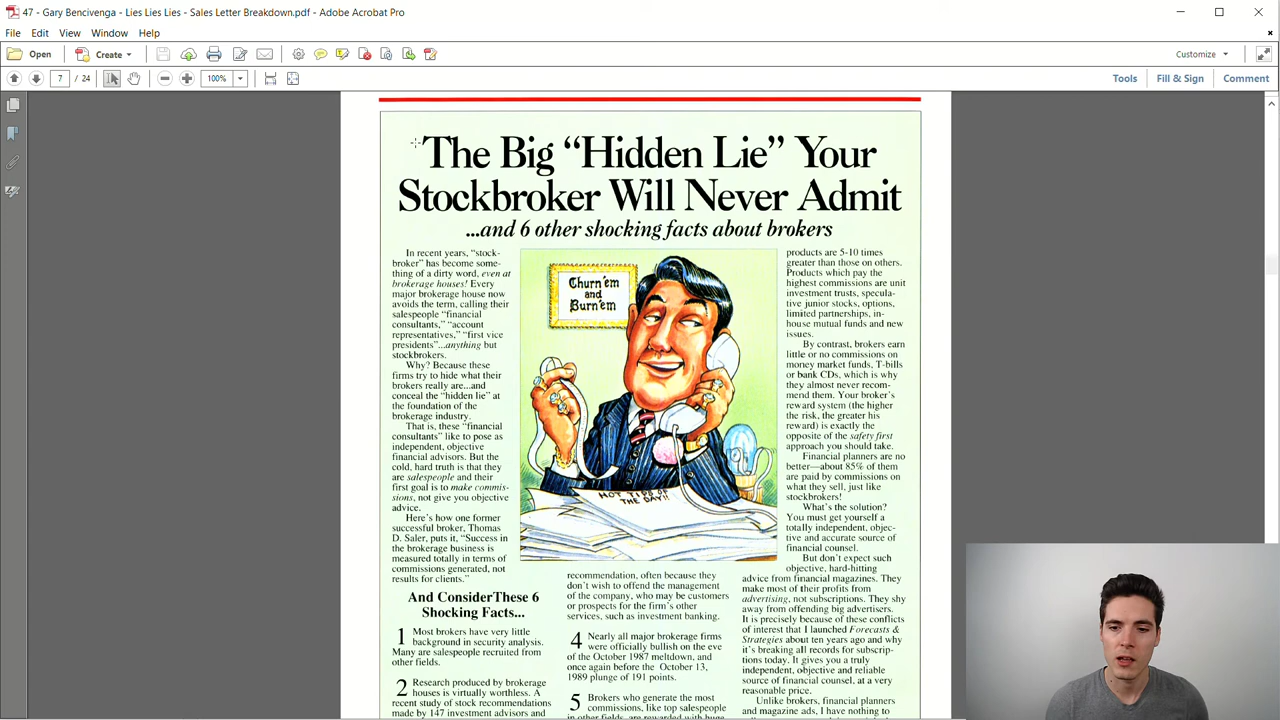 47 - Gary Bencivenga - Lies Lies Lies - Sales Letter Breakdown.pdf - Adobe Acrobat Pro
File Edit View Window Help
Open Create Customize
7 / 24 100% Tools Fill & Sign Comment
The Big “Hidden Lie” Your
Stockbroker Will Never Admit
...and 6 other shocking facts about brokers
In recent years, “stock-
broker” has become some-
thing of a dirty word, even at
brokerage houses! Every
major brokerage house now
avoids the term, calling their
salespeople “financial
consultants,” “account
representatives,” “first vice
presidents”...anything but
stockbrokers.
Why? Because these
firms try to hide what their
brokers really are...and
conceal the “hidden lie” at
the foundation of the
brokerage industry.
That is, these “financial
consultants” like to pose as
independent, objective
financial advisors. But the
cold, hard truth is that they
are salespeople and their
first goal is to make commis-
sions, not give you objective
advice.
Here’s how one former
successful broker, Thomas
D. Saler, puts it, “Success in
the brokerage business is
measured totally in terms of
commissions generated, not
results for clients.”
And Consider These 6
Shocking Facts...
1 Most brokers have very little
background in security analysis.
Many are salespeople recruited from
other fields.
2 Research produced by brokerage
houses is virtually worthless. A
recent study of stock recommendations
made by 147 investment advisors and
Churn’em
and
Burn’em
HOT TIPS OF
THE DAY!!
recommendation, often because they
don’t wish to offend the management
of the company, who may be customers
or prospects for the firm’s other
services, such as investment banking.
4 Nearly all major brokerage firms
were officially bullish on the eve
of the October 1987 meltdown, and
once again before the October 13,
1989 plunge of 191 points.
5 Brokers who generate the most
commissions, like top salespeople
in other fields, are rewarded with huge
products are 5-10 times
greater than those on others.
Products which pay the
highest commissions are unit
investment trusts, specula-
tive junior stocks, options,
limited partnerships, in-
house mutual funds and new
issues.
By contrast, brokers earn
little or no commissions on
money market funds, T-bills
or bank CDs, which is why
they almost never recom-
mend them. Your broker’s
reward system (the higher
the risk, the greater his
reward) is exactly the
opposite of the safety first
approach you should take.
Financial planners are no
better—about 85% of them
are paid by commissions on
what they sell, just like
stockbrokers!
What’s the solution?
You must get yourself a
totally independent, objec-
tive and accurate source of
financial counsel.
But don’t expect such
objective, hard-hitting
advice from financial magazines. They
make most of their profits from
advertising, not subscriptions. They shy
away from offending big advertisers.
It is precisely because of these conflicts
of interest that I launched Forecasts &
Strategies about ten years ago and why
it’s breaking all records for subscrip-
tions today. It gives you a truly
independent, objective and reliable
source of financial counsel, at a very
reasonable price.
Unlike brokers, financial planners
and magazine ads, I have nothing to